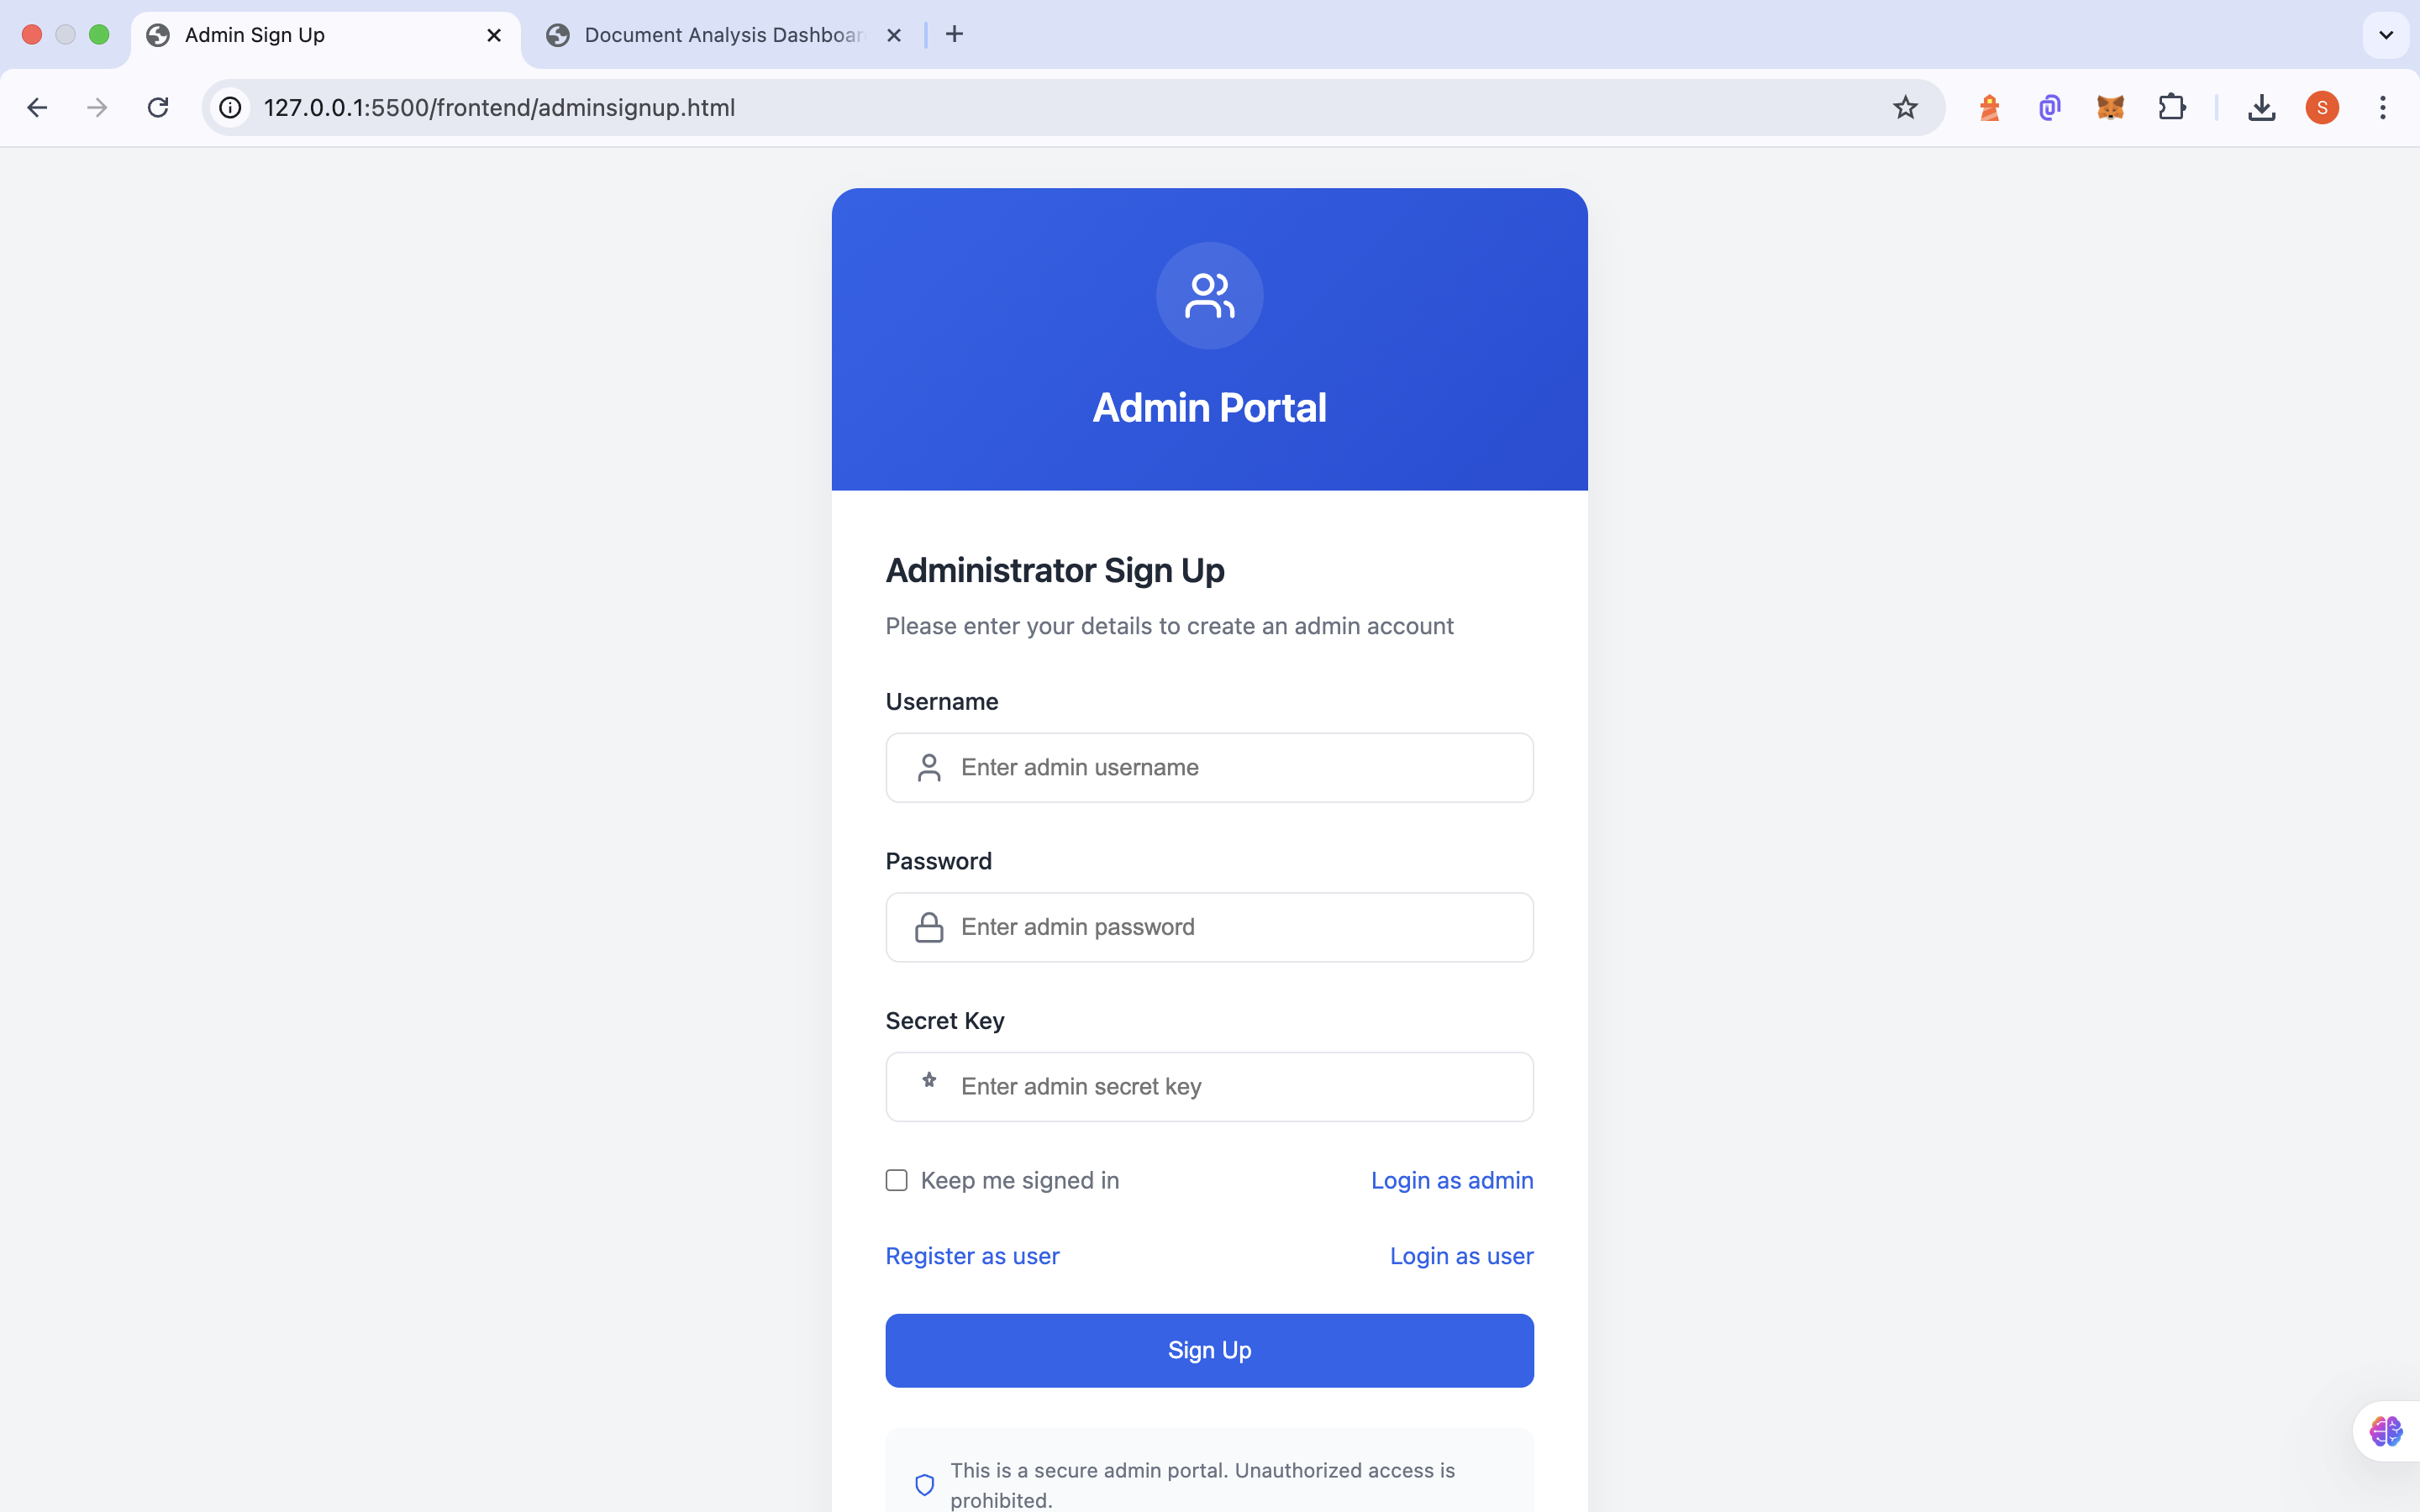 Admin Sign Up
Document Analysis Dashboar
127.0.0.1:5500/frontend/adminsignup.html
S
Admin Portal
Administrator Sign Up
Please enter your details to create an admin account
Username
Enter admin username
Password
Enter admin password
Secret Key
Enter admin secret key
Keep me signed in
Login as admin
Register as user
Login as user
Sign Up
This is a secure admin portal. Unauthorized access is
prohibited.